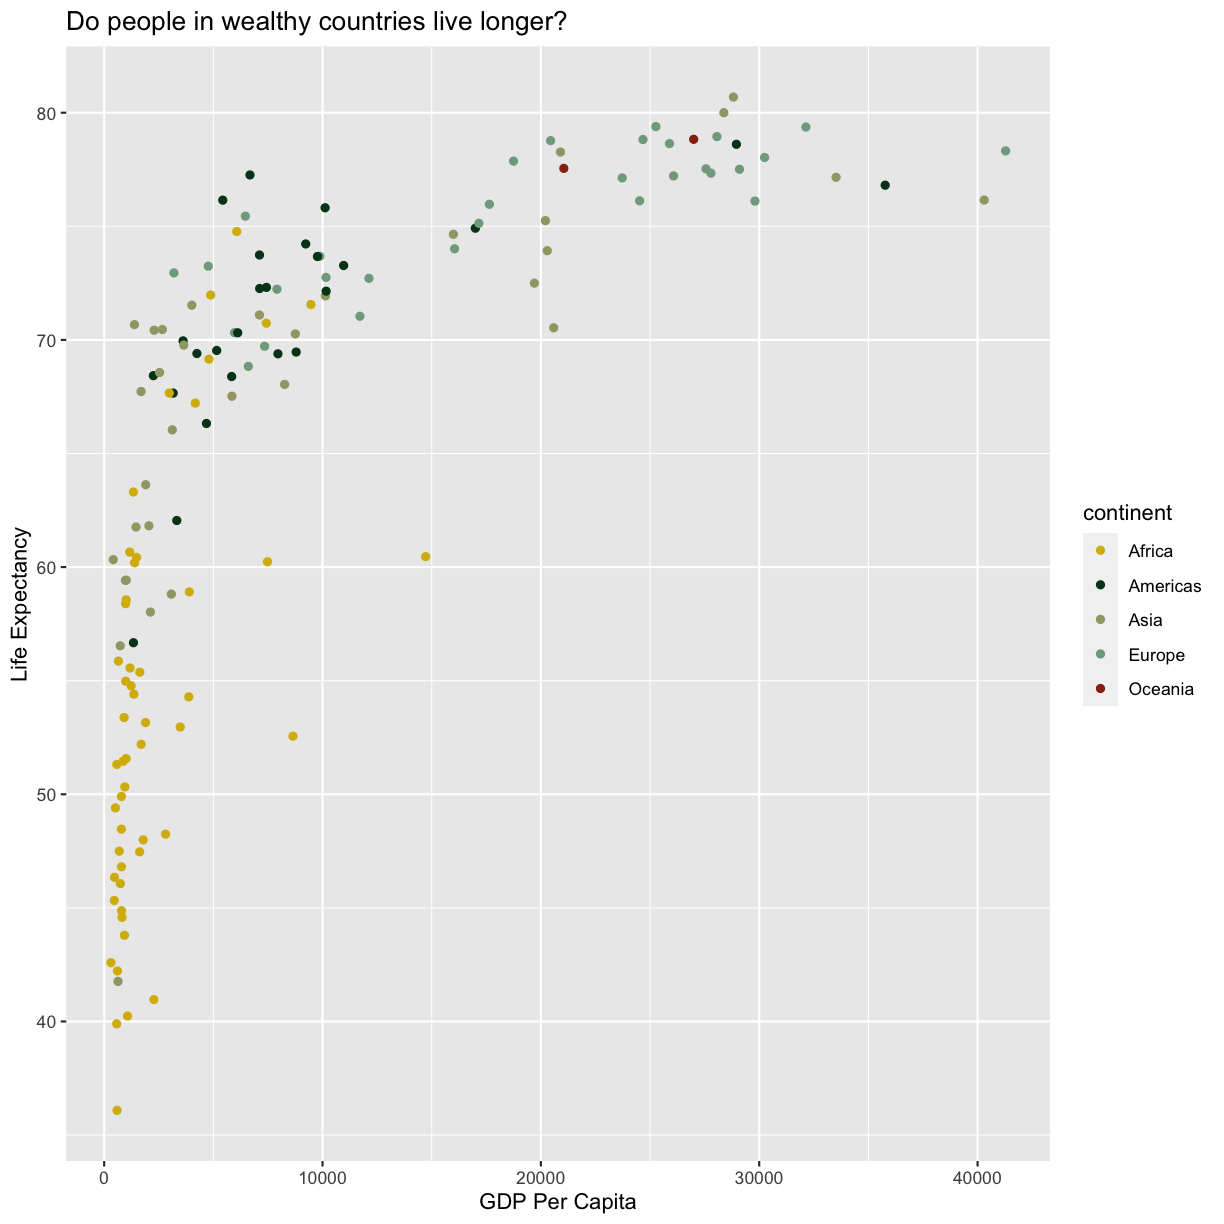 Do people in wealthy countries live longer?
80
70
60
50
40
Life Expectancy
0 10000 20000 30000 40000
GDP Per Capita
continent
Africa
Americas
Asia
Europe
Oceania